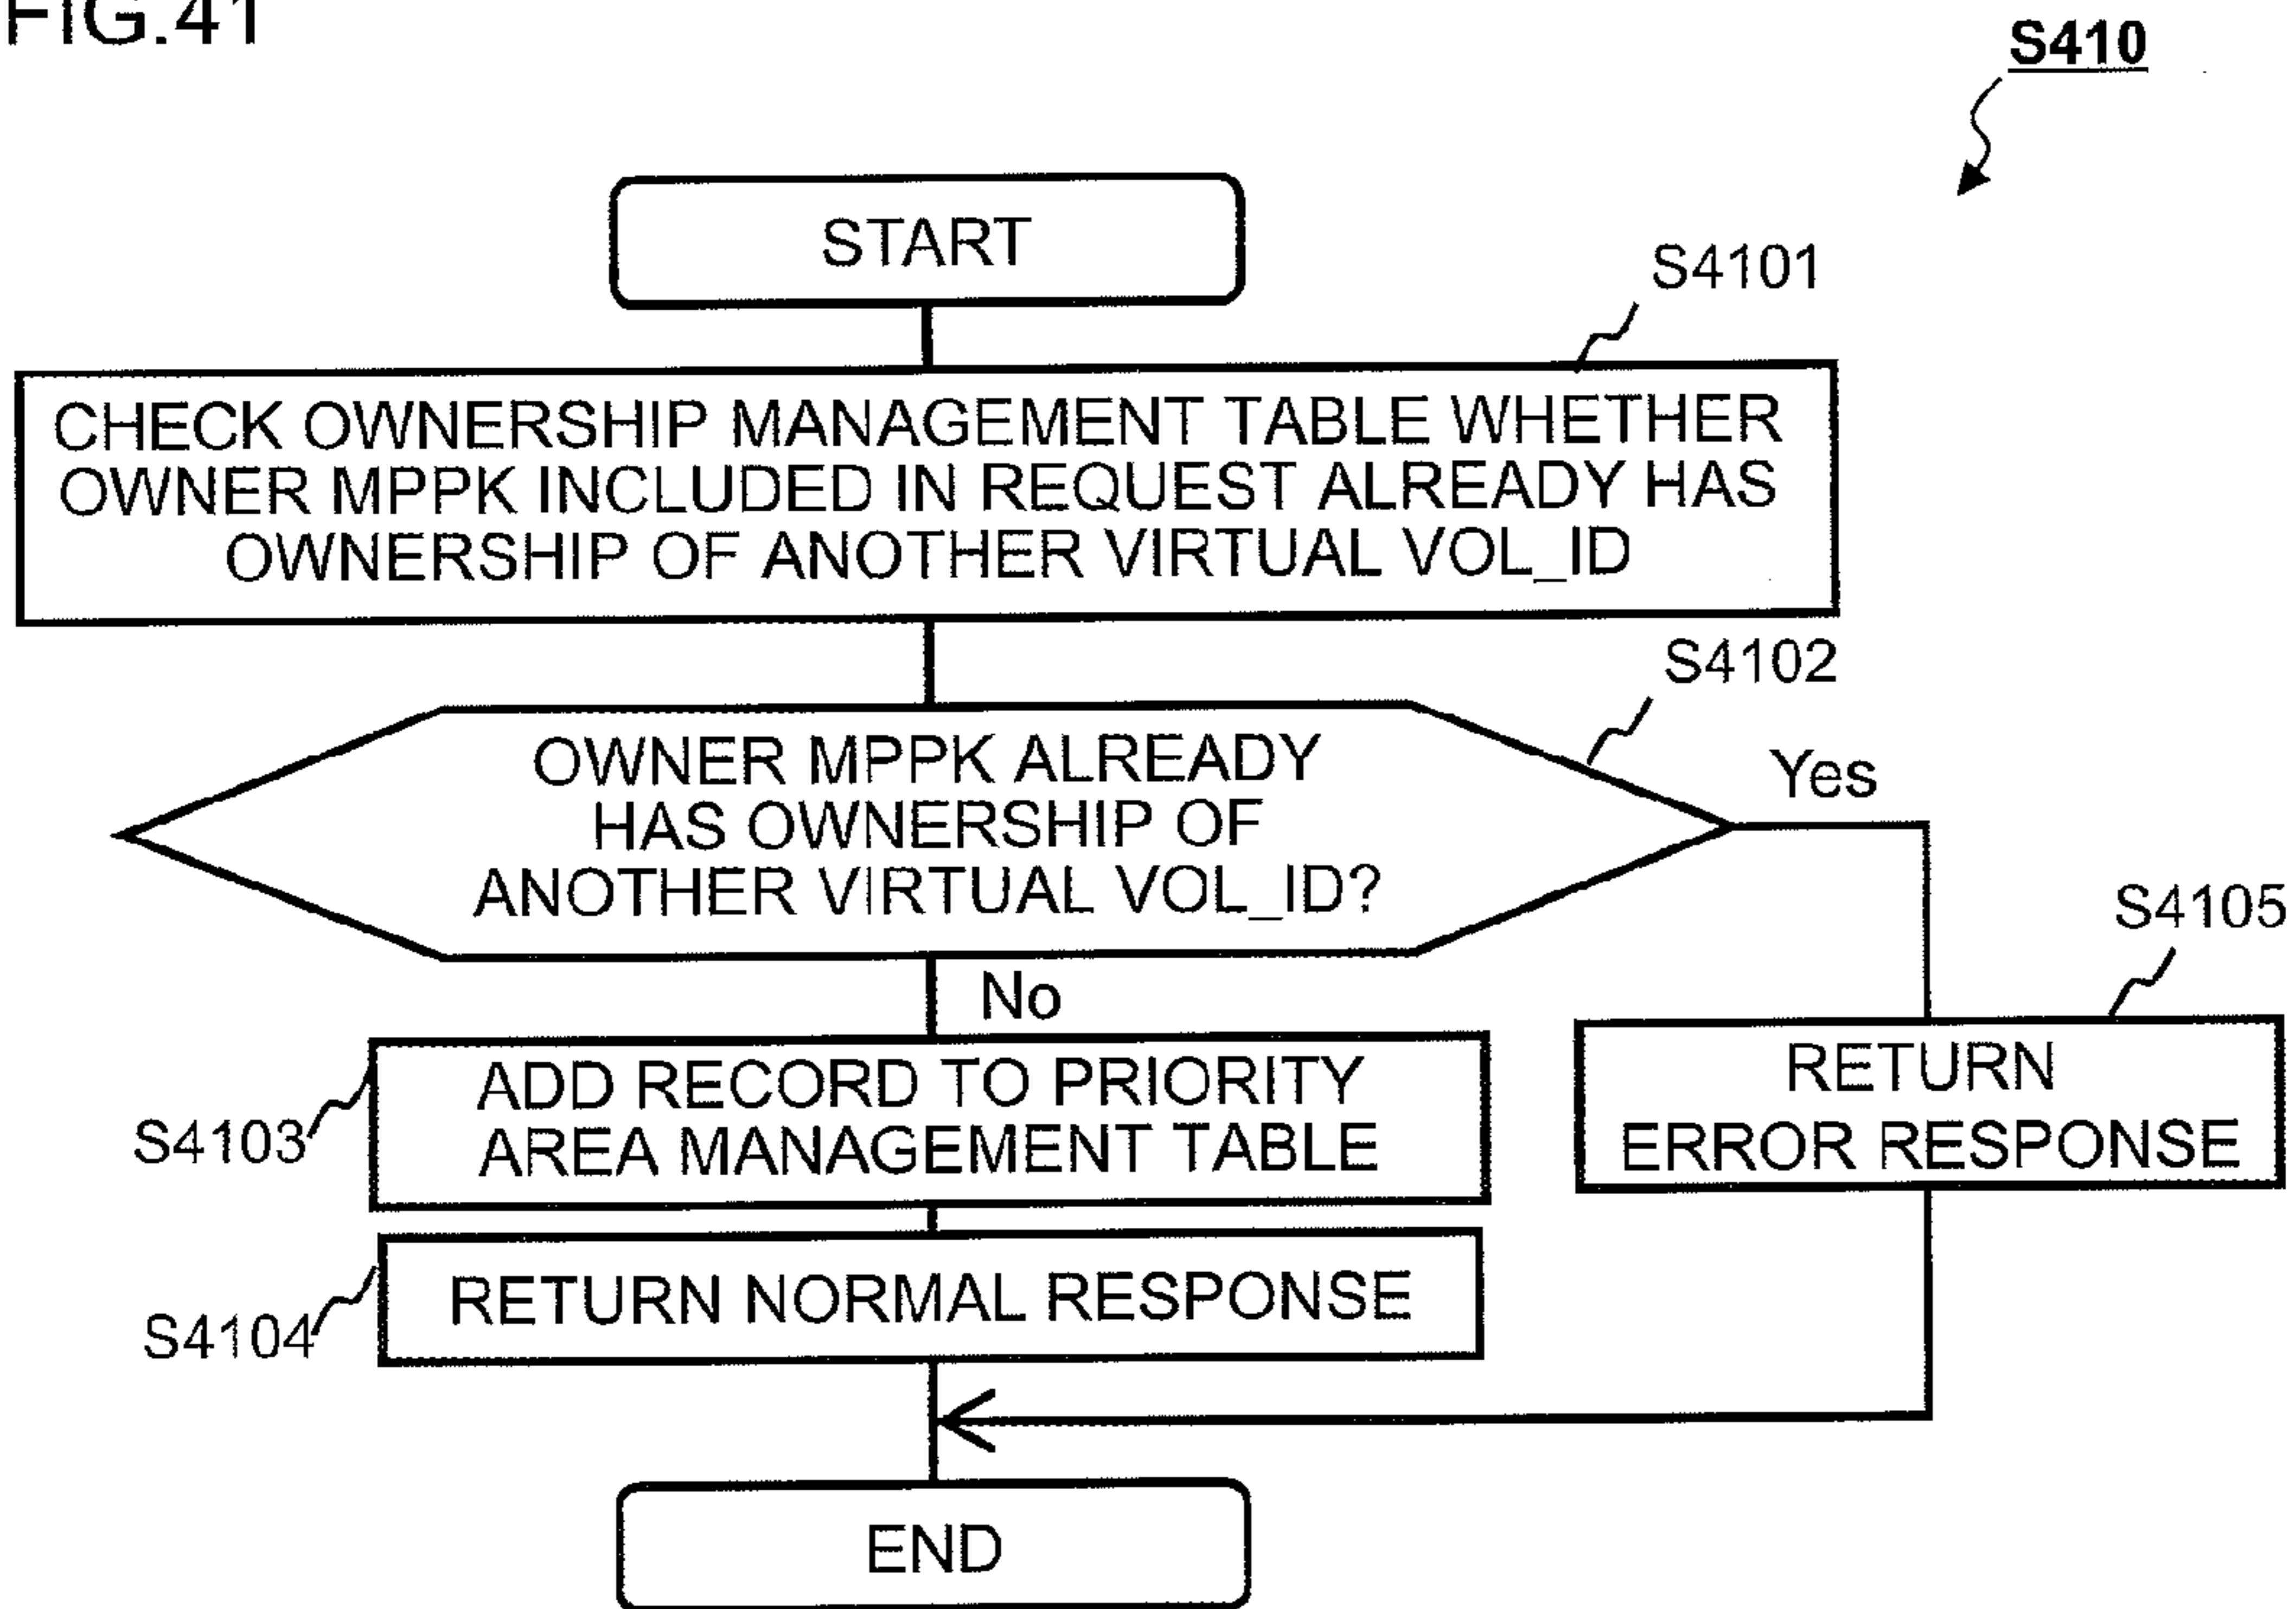 FIG.41
S410
START
S4101
CHECK OWNERSHIP MANAGEMENT TABLE WHETHER
OWNER MPPK INCLUDED IN REQUEST ALREADY HAS
OWNERSHIP OF ANOTHER VIRTUAL VOL_ID
S4102
OWNER MPPK ALREADY
HAS OWNERSHIP OF
ANOTHER VIRTUAL VOL_ID?
Yes
S4105
No
ADD RECORD TO PRIORITY
AREA MANAGEMENT TABLE
S4103
RETURN
ERROR RESPONSE
RETURN NORMAL RESPONSE
S4104
END